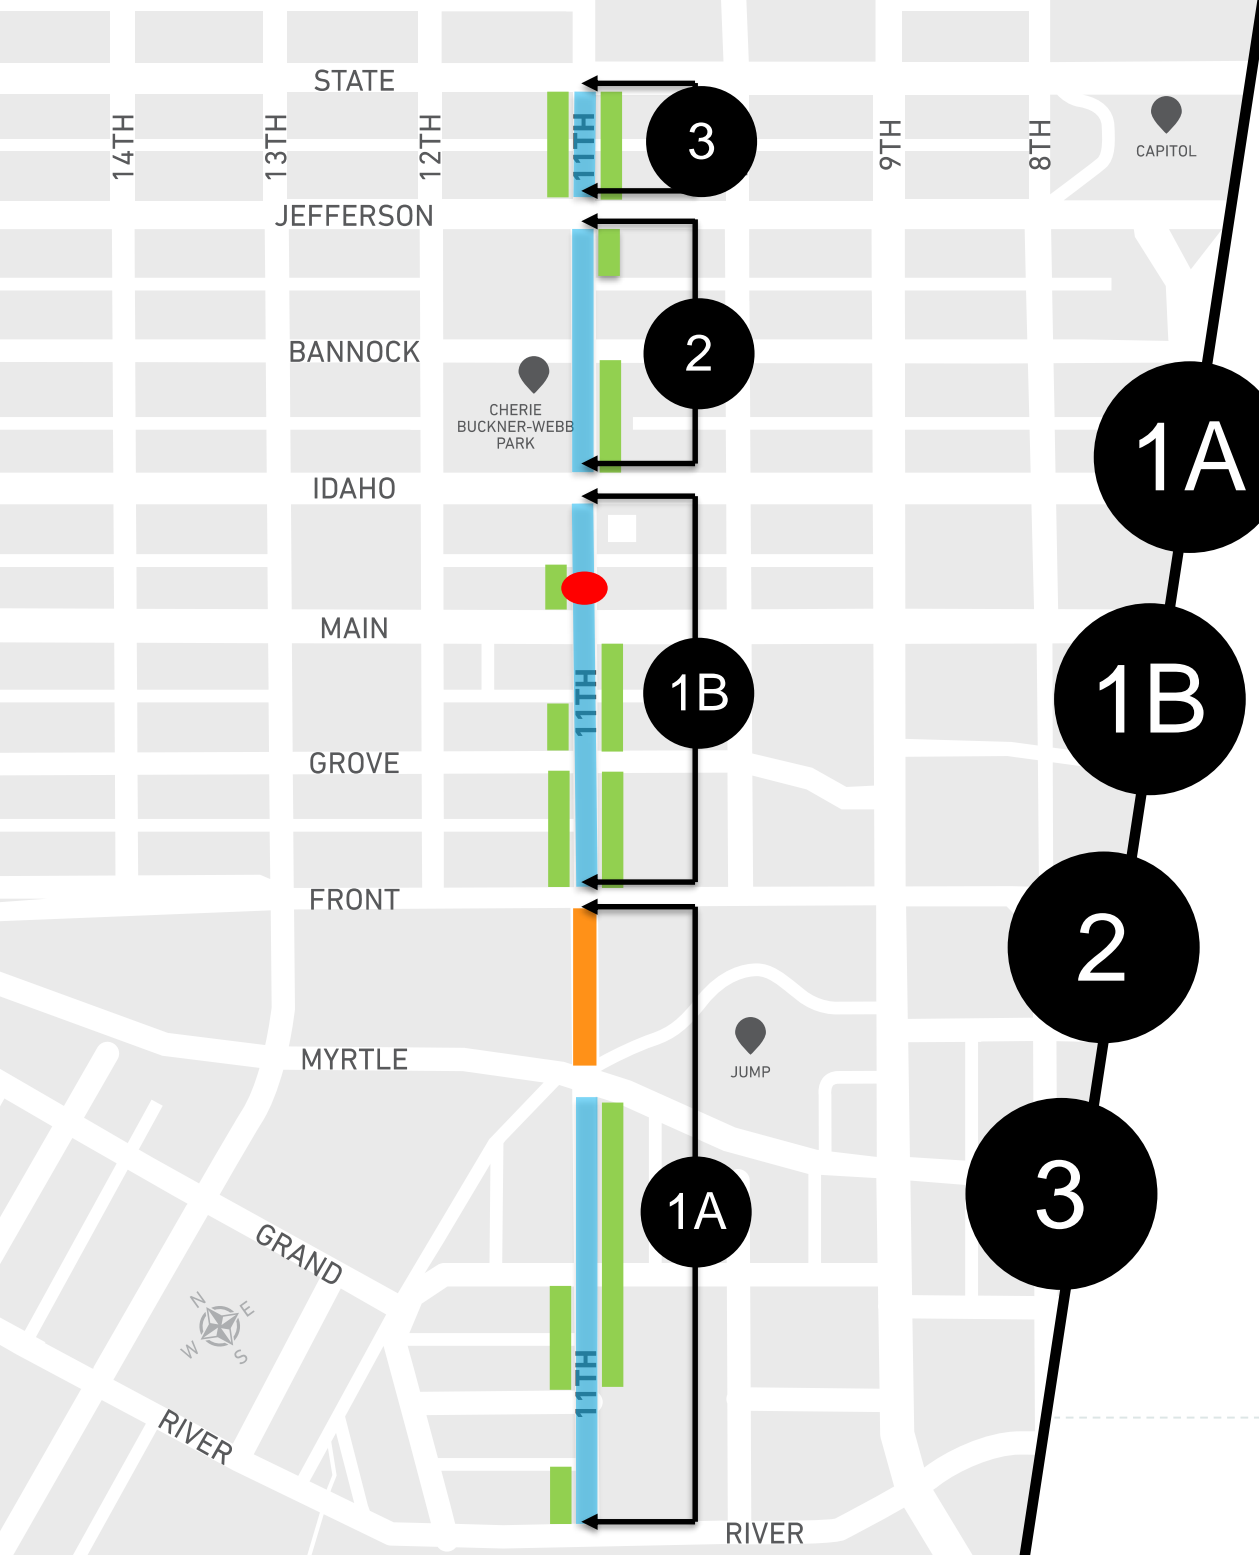 STATE
14TH
13TH
12TH
11TH
3
9TH
8TH
CAPITOL
JEFFERSON
BANNOCK
2
CHERIE
BUCKNER-WEBB
PARK
1A
IDAHO
MAIN
11TH
1B
1B
GROVE
FRONT
2
MYRTLE
JUMP
3
1A
GRAND
N
E
W
S
11TH
RIVER
RIVER